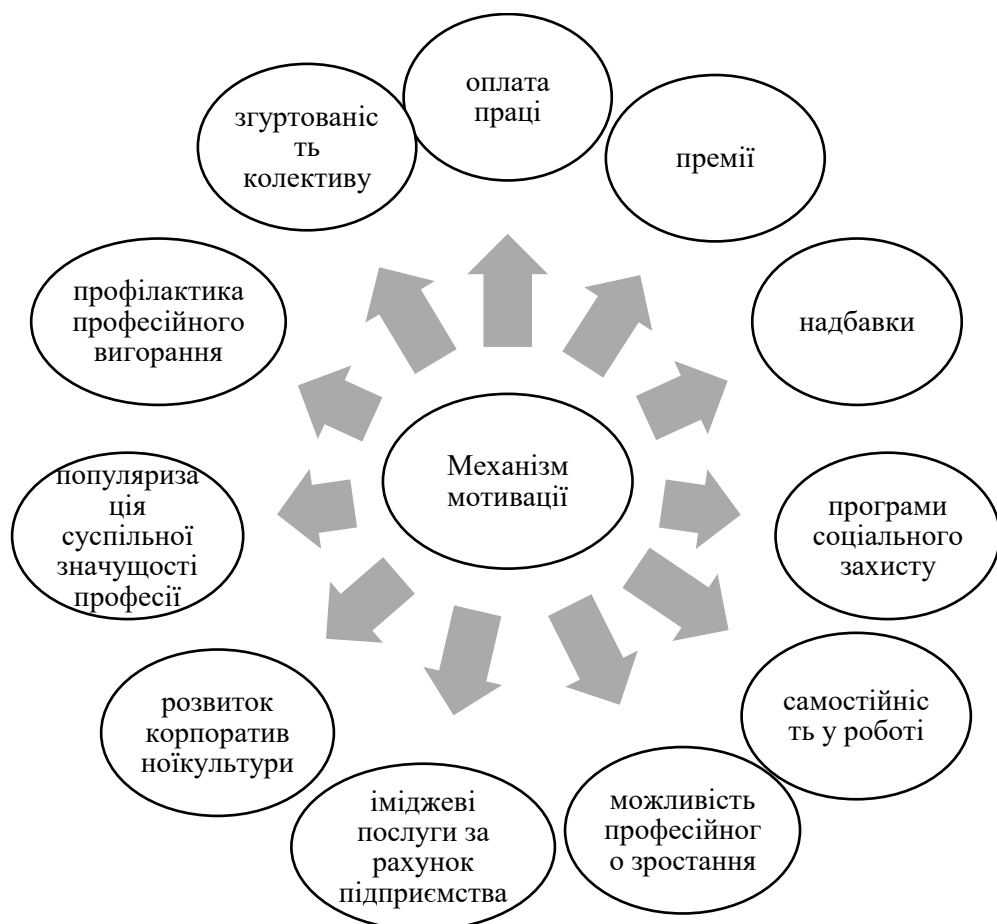 оплата
праці
премії
надбавки
програми
соціального
захисту
самостійніс
ть у роботі
можливість
професійног
о зростання
іміджеві
послуги за
рахунок
підприємства
розвиток
корпоратив
ноїкультури
популяриза
ція
суспільної
значущості
професії
профілактика
професійного
вигорання
згуртованіс
ть
колективу
Механізм
мотивації